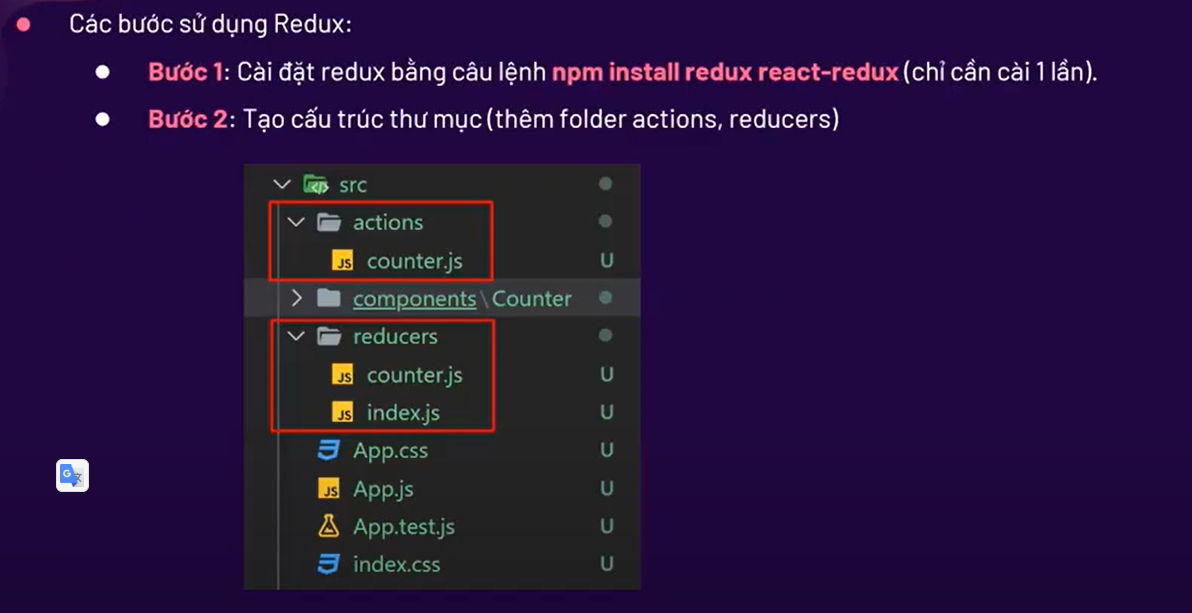 Các bước sử dụng Redux:
Bước 1: Cài đặt redux bằng câu lệnh npm install redux react-redux (chỉ cần cài 1 lần).
Bước 2: Tạo cấu trúc thư mục (thêm folder actions, reducers)
src
actions
JS counter.js U
components\Counter
reducers
JS counter.js U
JS index.js U
App.css U
JS App.js U
App.test.js U
index.css U